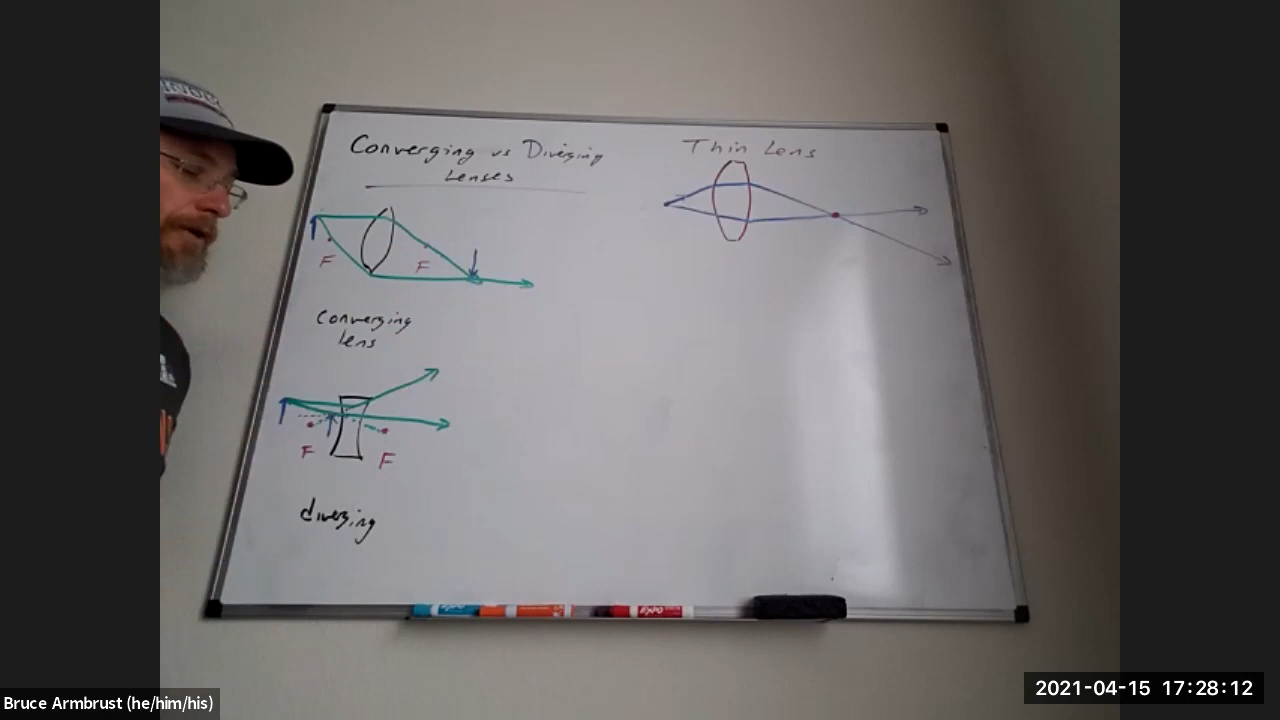 Converging vs Diverging
Lenses
Thin Lens
F
F
Converging
lens
F
F
diverging
EXPO
Bruce Armbrust (he/him/his)
2021-04-15 17:28:12